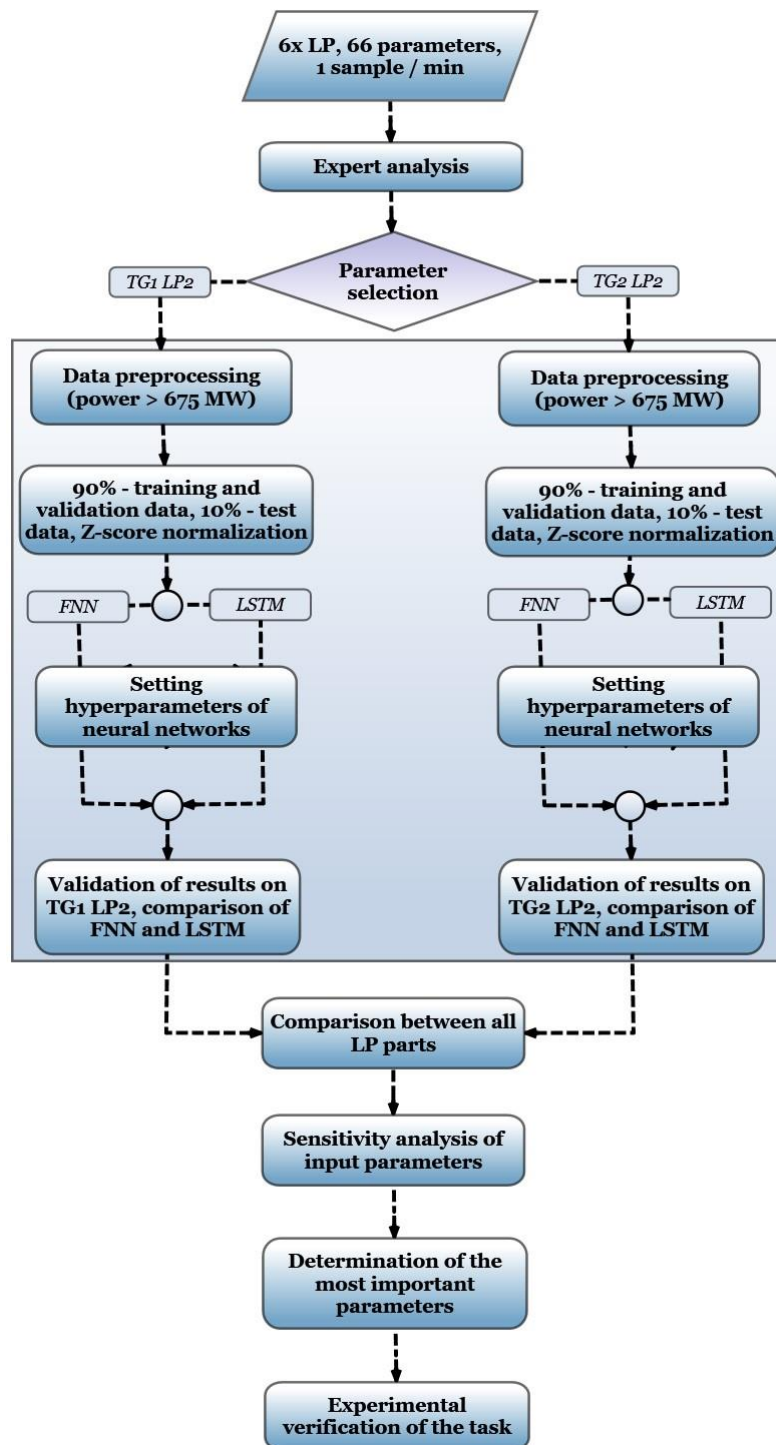 6x LP, 66 parameters,
1 sample / min
Expert analysis
Parameter
selection
TG1 LP2
TG2 LP2
Data preprocessing
(power > 675 MW)
90% - training and
validation data, 10% - test
data, Z-score normalization
FNN
LSTM
Setting
hyperparameters of
neural networks
Validation of results on
TG1 LP2, comparison of
FNN and LSTM
Data preprocessing
(power > 675 MW)
90% - training and
validation data, 10% - test
data, Z-score normalization
FNN
LSTM
Setting
hyperparameters of
neural networks
Validation of results on
TG2 LP2, comparison of
FNN and LSTM
Comparison between all
LP parts
Sensitivity analysis of
input parameters
Determination of the
most important
parameters
Experimental
verification of the task